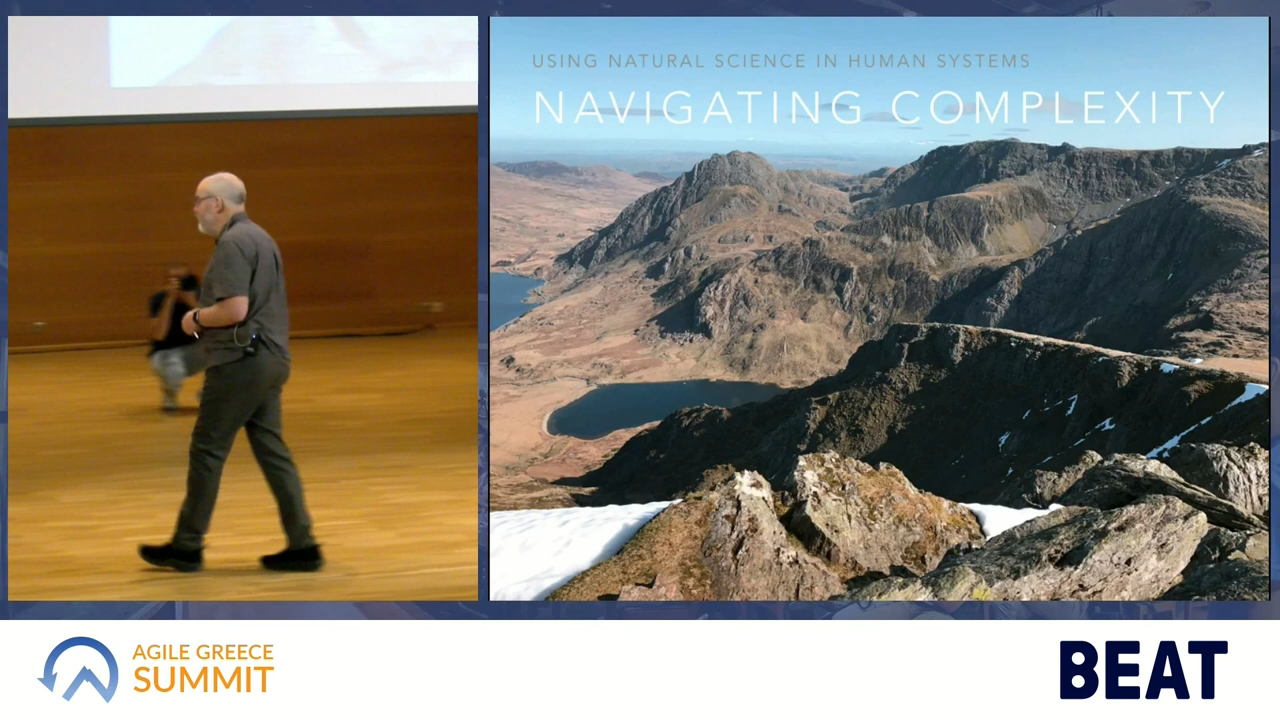 USING NATURAL SCIENCE IN HUMAN SYSTEMS
NAVIGATING COMPLEXITY
AGILE GREECE
SUMMIT
BEAT